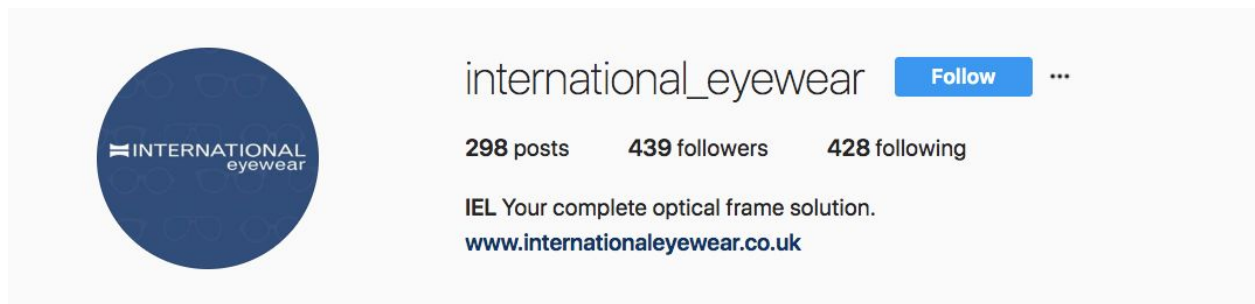 INTERNATIONAL
eyewear
international_eyewear Follow ...
298 posts 439 followers 428 following
IEL Your complete optical frame solution.
www.internationaleyewear.co.uk